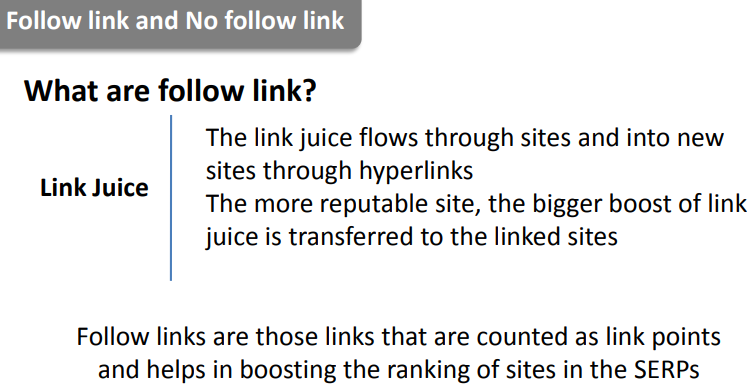 Follow link and No follow link
What are follow link?
Link Juice
The link juice flows through sites and into new
sites through hyperlinks
The more reputable site, the bigger boost of link
juice is transferred to the linked sites
Follow links are those links that are counted as link points
and helps in boosting the ranking of sites in the SERPs